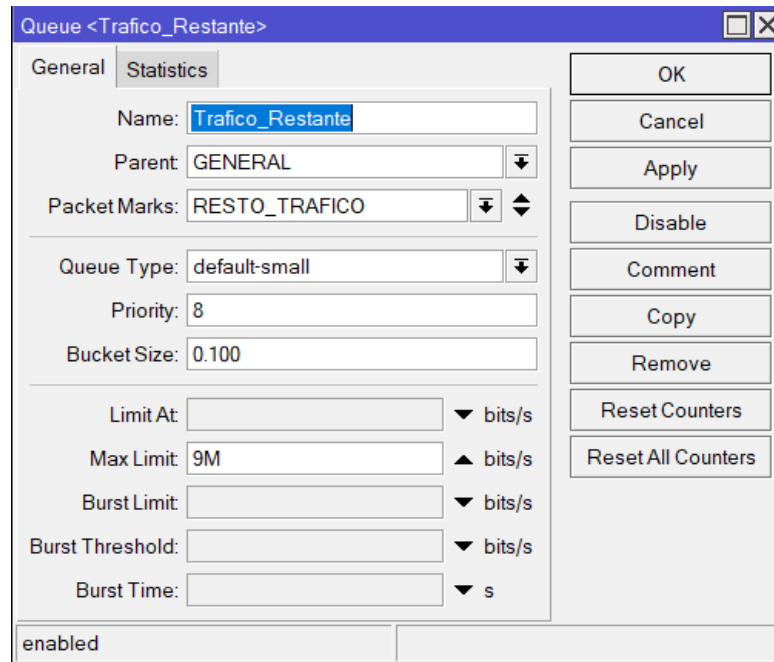 Queue <Trafico_Restante>
General Statistics
Name: Trafico_Restante
Parent: GENERAL
Packet Marks: RESTO_TRAFICO
Queue Type: default-small
Priority: 8
Bucket Size: 0.100
Limit At: bits/s
Max Limit: 9M bits/s
Burst Limit: bits/s
Burst Threshold: bits/s
Burst Time: s
enabled
OK
Cancel
Apply
Disable
Comment
Copy
Remove
Reset Counters
Reset All Counters